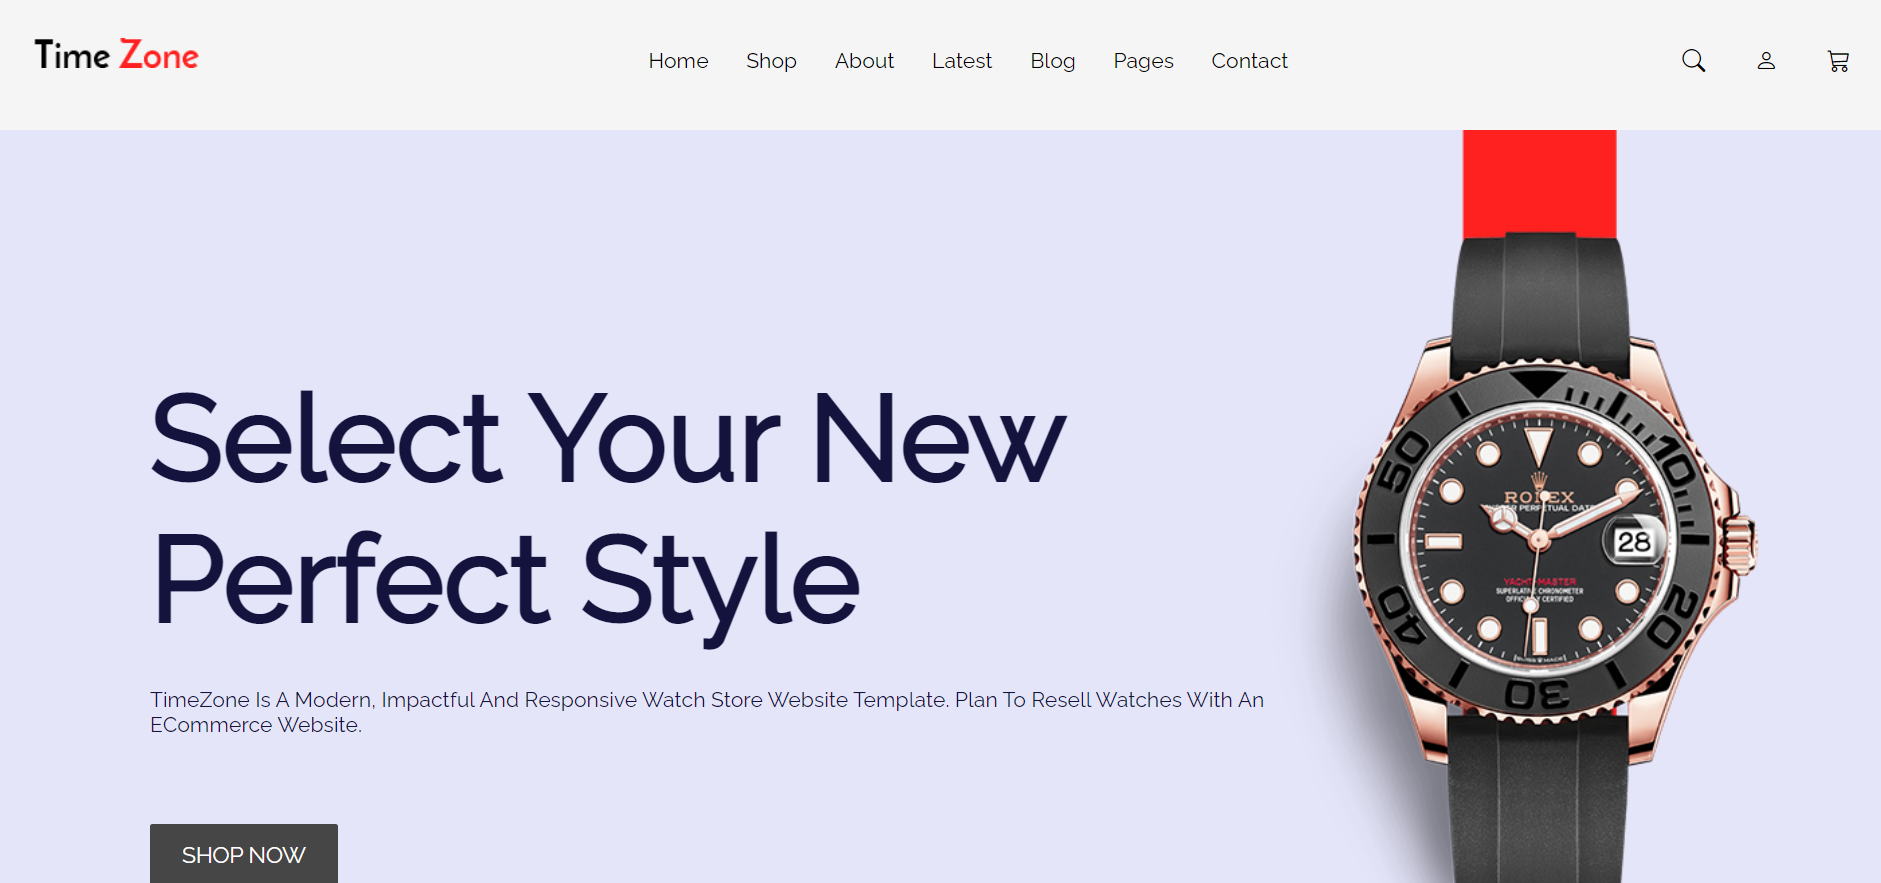 Time Zone
Home Shop About Latest Blog Pages Contact
Select Your New
Perfect Style
TimeZone Is A Modern, Impactful And Responsive Watch Store Website Template. Plan To Resell Watches With An
ECommerce Website.
SHOP NOW
ROLEX
PERPETUAL DATE
28
YACHT-MASTER
SUPERLATIVE CHRONOMETER
OFFICIALLY CERTIFIED
SWISS MADE
10
20
30
40
50